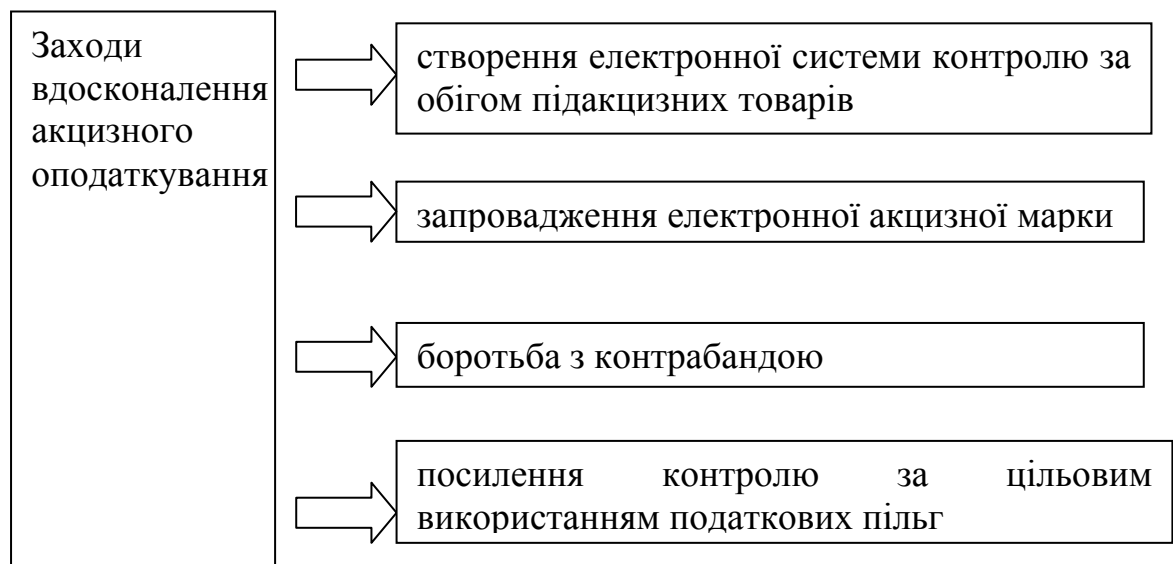 Заходи
вдосконалення
акцизного
оподаткування
створення електронної системи контролю за
обігом підакцизних товарів
запровадження електронної акцизної марки
боротьба з контрабандою
посилення контролю за цільовим
використанням податкових пільг